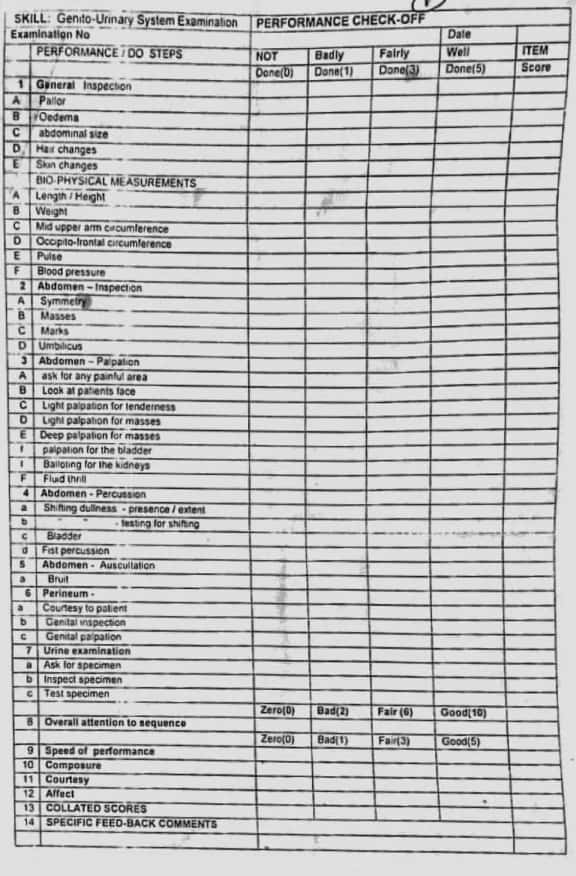 SKILL: Genito-Urinary System Examination PERFORMANCE CHECK-OFF
Examination No Date
PERFORMANCE / DO STEPS NOT Badly Fairly Well ITEM
Done(0) Done(1) Done(3) Done(5) Score
1 General Inspection
A Pallor
B Oedema
C abdominal size
D Hair changes
E Skin changes
BIO-PHYSICAL MEASUREMENTS
A Length / Height
B Weight
C Mid upper arm circumference
D Occipito-frontal circumference
E Pulse
F Blood pressure
2 Abdomen – Inspection
A Symmetry
B Masses
C Marks
D Umbilicus
3 Abdomen – Palpation
A ask for any painful area
B Look at patients face
C Light palpation for tenderness
D Light palpation for masses
E Deep palpation for masses
f palpation for the bladder
I Balloting for the kidneys
F Fluid thrill
4 Abdomen - Percussion
a Shifting dullness - presence / extent
b " " - testing for shifting
c Bladder
d Fist percussion
5 Abdomen - Auscultation
a Bruit
6 Perineum -
a Courtesy to patient
b Genital inspection
c Genital palpation
7 Urine examination
a Ask for specimen
b Inspect specimen
c Test specimen
Zero(0) Bad(2) Fair (6) Good(10)
8 Overall attention to sequence
Zero(0) Bad(1) Fair(3) Good(5)
9 Speed of performance
10 Composure
11 Courtesy
12 Affect
13 COLLATED SCORES
14 SPECIFIC FEED-BACK COMMENTS